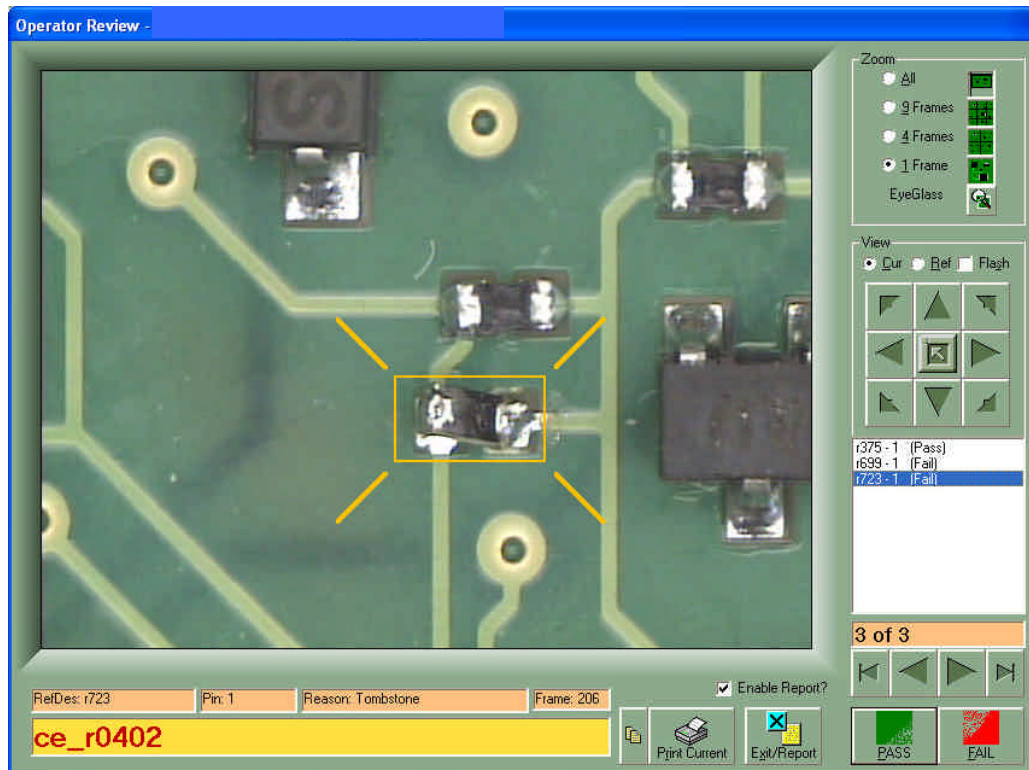 Operator Review -
S
Zoom
All
9 Frames
4 Frames
1 Frame
EyeGlass
View
Cur Ref Flash
r375 - 1 (Pass)
r699 - 1 (Fail)
r723 - 1 (Fail)
3 of 3
Enable Report?
RefDes: r723 Pin: 1 Reason: Tombstone Frame: 206
ce_r0402
Print Current Exit/Report PASS FAIL